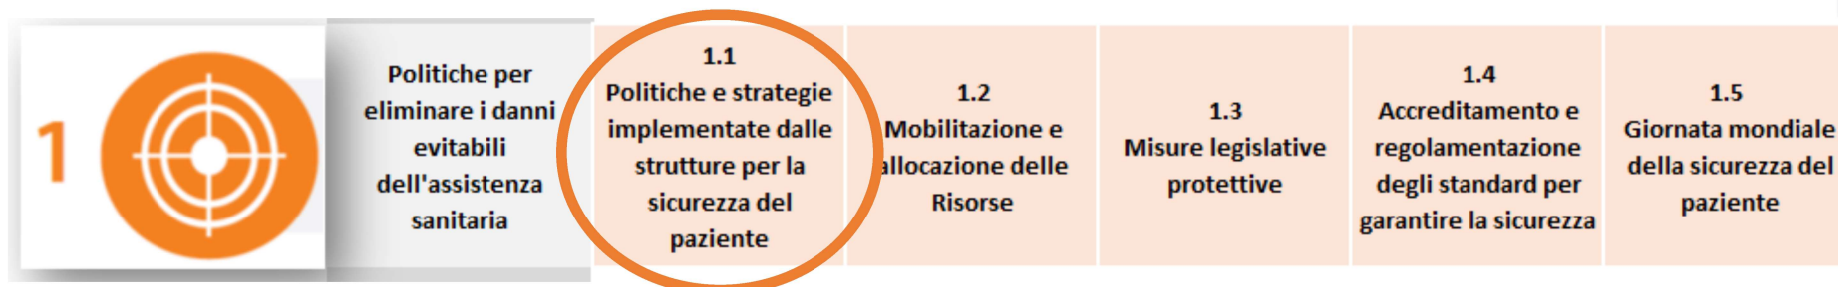 1
Politiche per
eliminare i danni
evitabili
dell'assistenza
sanitaria
1.1
Politiche e strategie
implementate dalle
strutture per la
sicurezza del
paziente
1.2
Mobilitazione e
allocazione delle
Risorse
1.3
Misure legislative
protettive
1.4
Accreditamento e
regolamentazione
degli standard per
garantire la sicurezza
1.5
Giornata mondiale
della sicurezza del
paziente